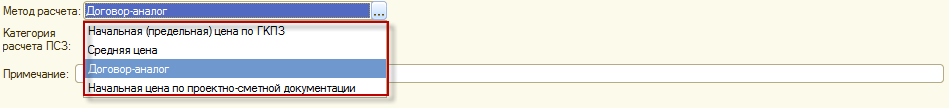 Метод расчета: Договор-аналог ...
Начальная (предельная) цена по ГКПЗ
Категория
расчета ПСЗ:
Средняя цена
Договор-аналог
Примечание:
Начальная цена по проектно-сметной документации